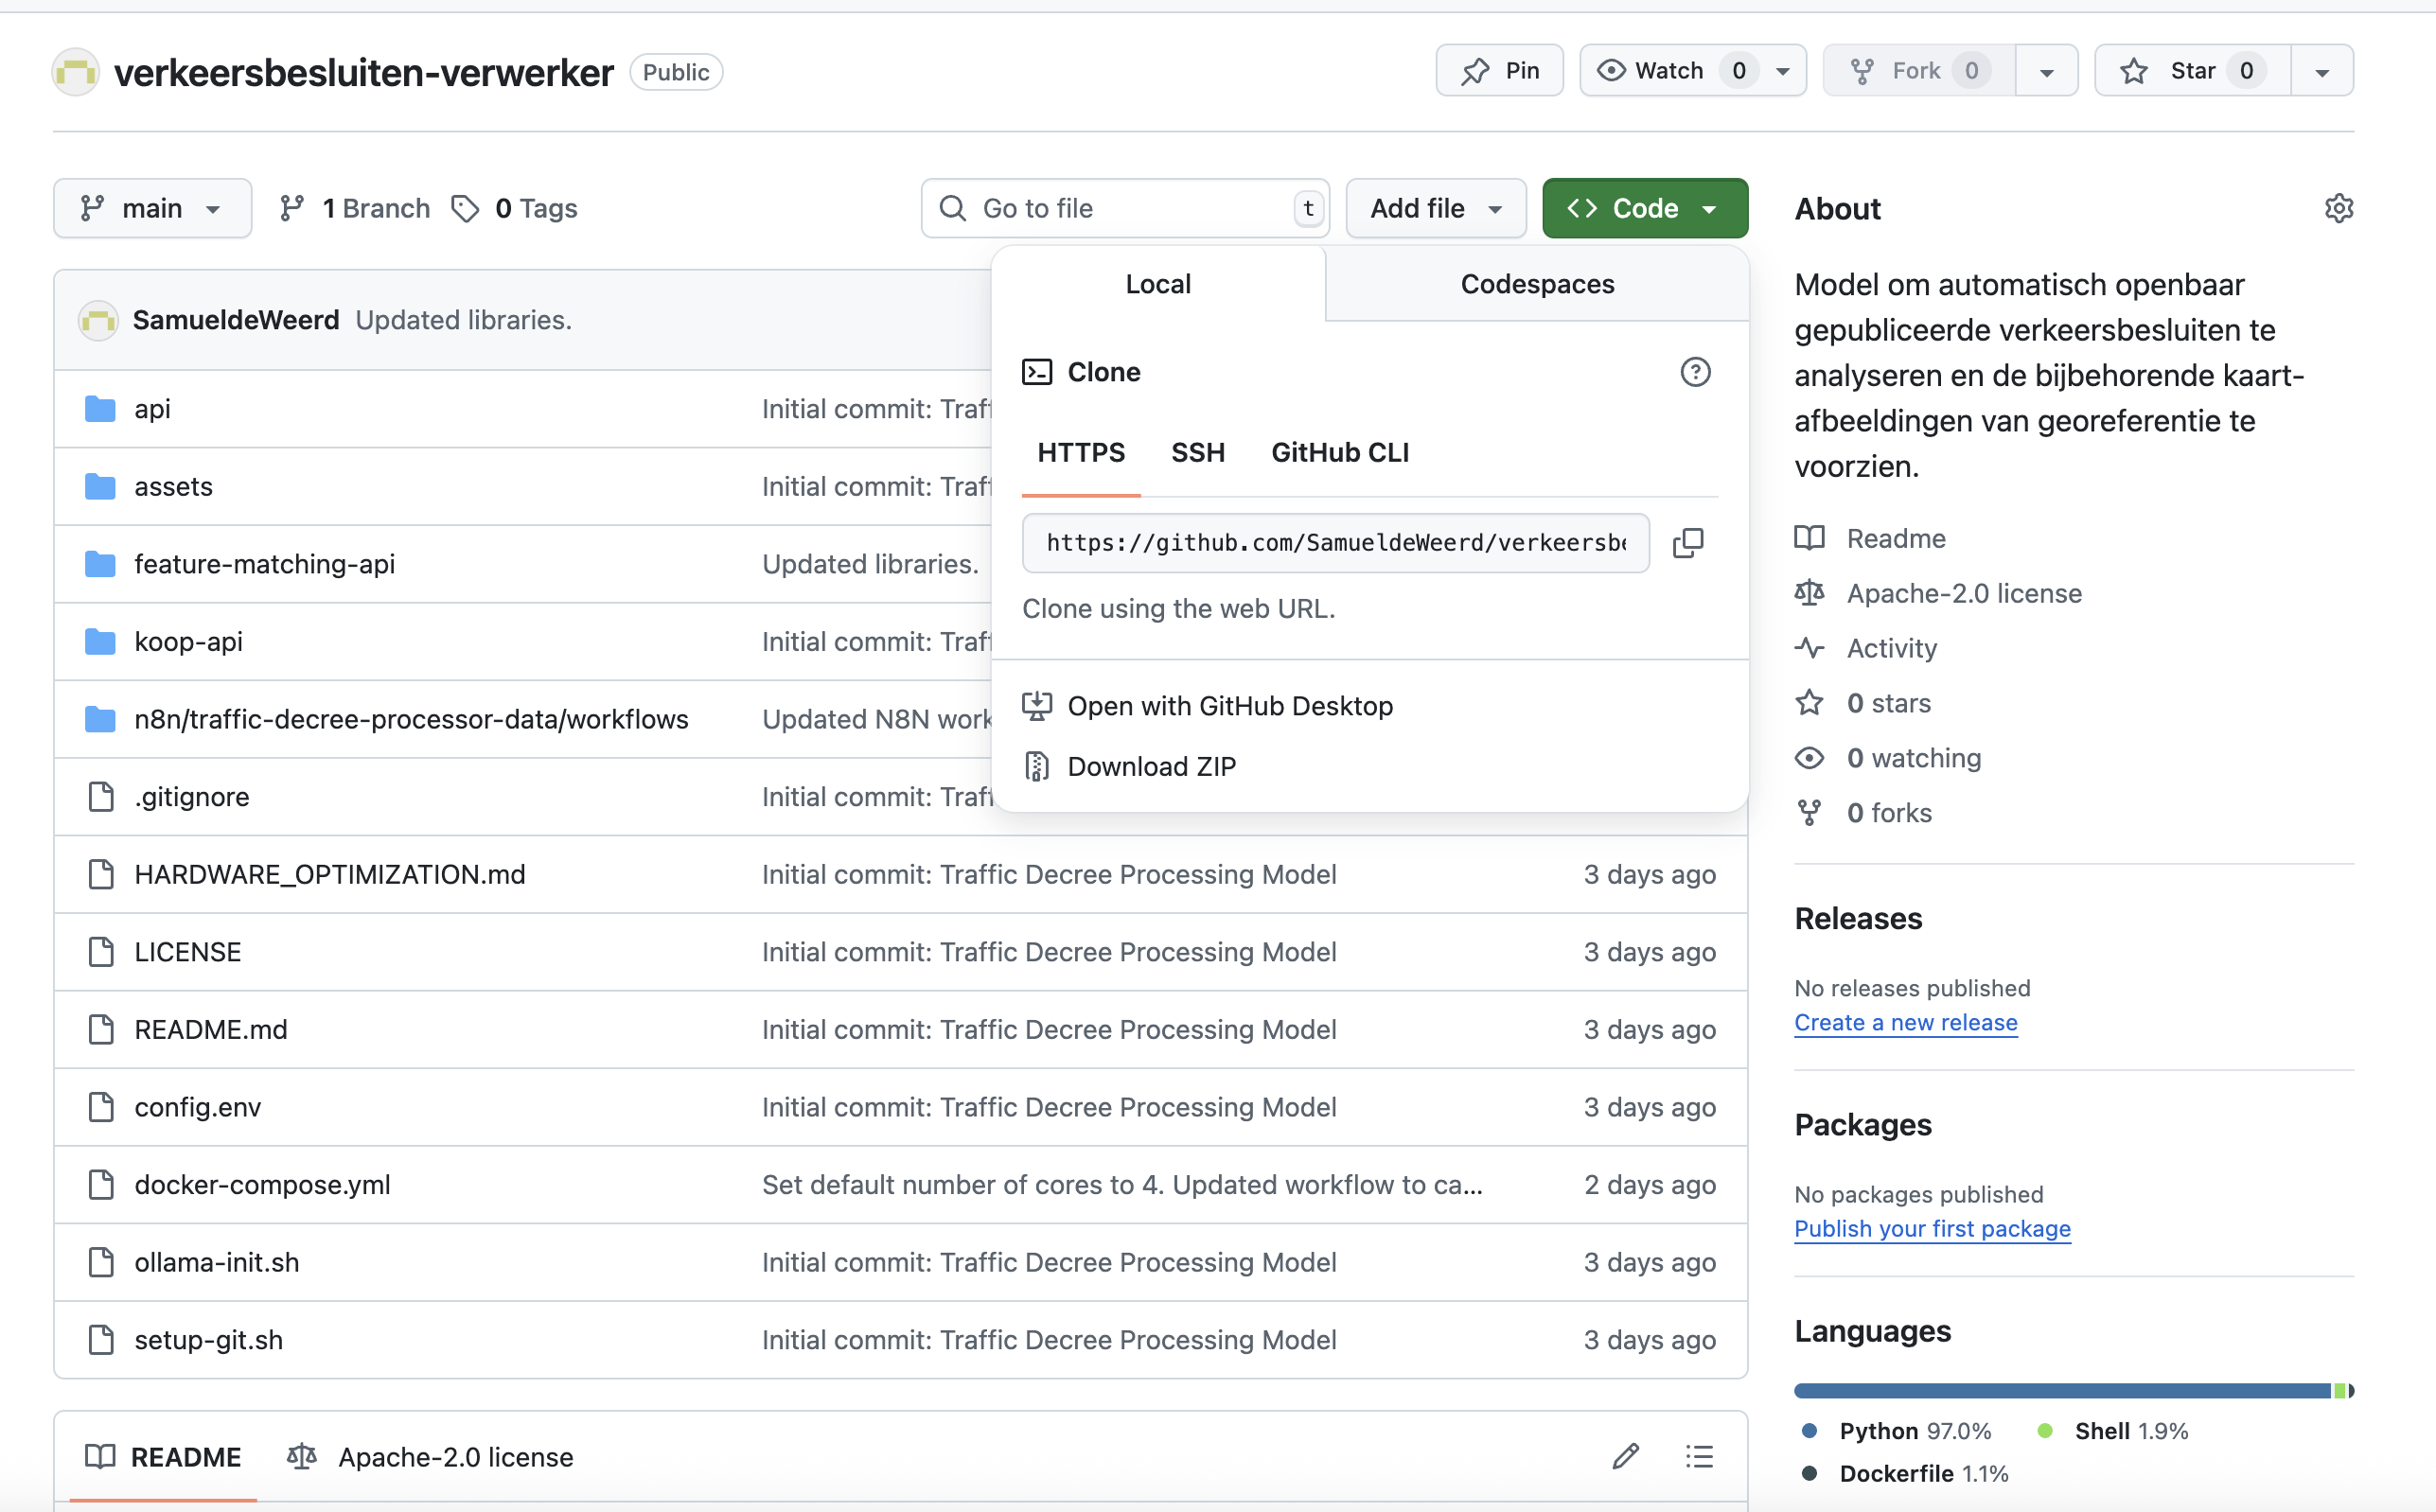 verkeersbesluiten-verwerker Public
Pin
Watch 0
Fork 0
Star 0
main
1 Branch
0 Tags
Go to file t
Add file
Code
SamueldeWeerd Updated libraries.
Local
Codespaces
Clone
HTTPS
SSH
GitHub CLI
https://github.com/SamueldeWeerd/verkeersbe
Clone using the web URL.
Open with GitHub Desktop
Download ZIP
api Initial commit: Traff
assets Initial commit: Traff
feature-matching-api Updated libraries.
koop-api Initial commit: Traff
n8n/traffic-decree-processor-data/workflows Updated N8N work
.gitignore Initial commit: Traff
HARDWARE_OPTIMIZATION.md Initial commit: Traffic Decree Processing Model 3 days ago
LICENSE Initial commit: Traffic Decree Processing Model 3 days ago
README.md Initial commit: Traffic Decree Processing Model 3 days ago
config.env Initial commit: Traffic Decree Processing Model 3 days ago
docker-compose.yml Set default number of cores to 4. Updated workflow to ca... 2 days ago
ollama-init.sh Initial commit: Traffic Decree Processing Model 3 days ago
setup-git.sh Initial commit: Traffic Decree Processing Model 3 days ago
README
Apache-2.0 license
About
Model om automatisch openbaar
gepubliceerde verkeersbesluiten te
analyseren en de bijbehorende kaart-
afbeeldingen van georeferentie te
voorzien.
Readme
Apache-2.0 license
Activity
0 stars
0 watching
0 forks
Releases
No releases published
Create a new release
Packages
No packages published
Publish your first package
Languages
Python 97.0%
Shell 1.9%
Dockerfile 1.1%